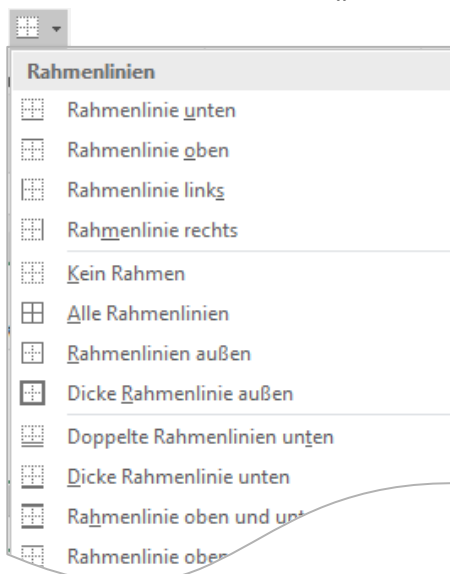 Rahmenlinien
Rahmenlinie unten
Rahmenlinie oben
Rahmenlinie links
Rahmenlinie rechts
Kein Rahmen
Alle Rahmenlinien
Rahmenlinien außen
Dicke Rahmenlinie außen
Doppelte Rahmenlinien unten
Dicke Rahmenlinie unten
Rahmenlinie oben und
Rahmenlinie